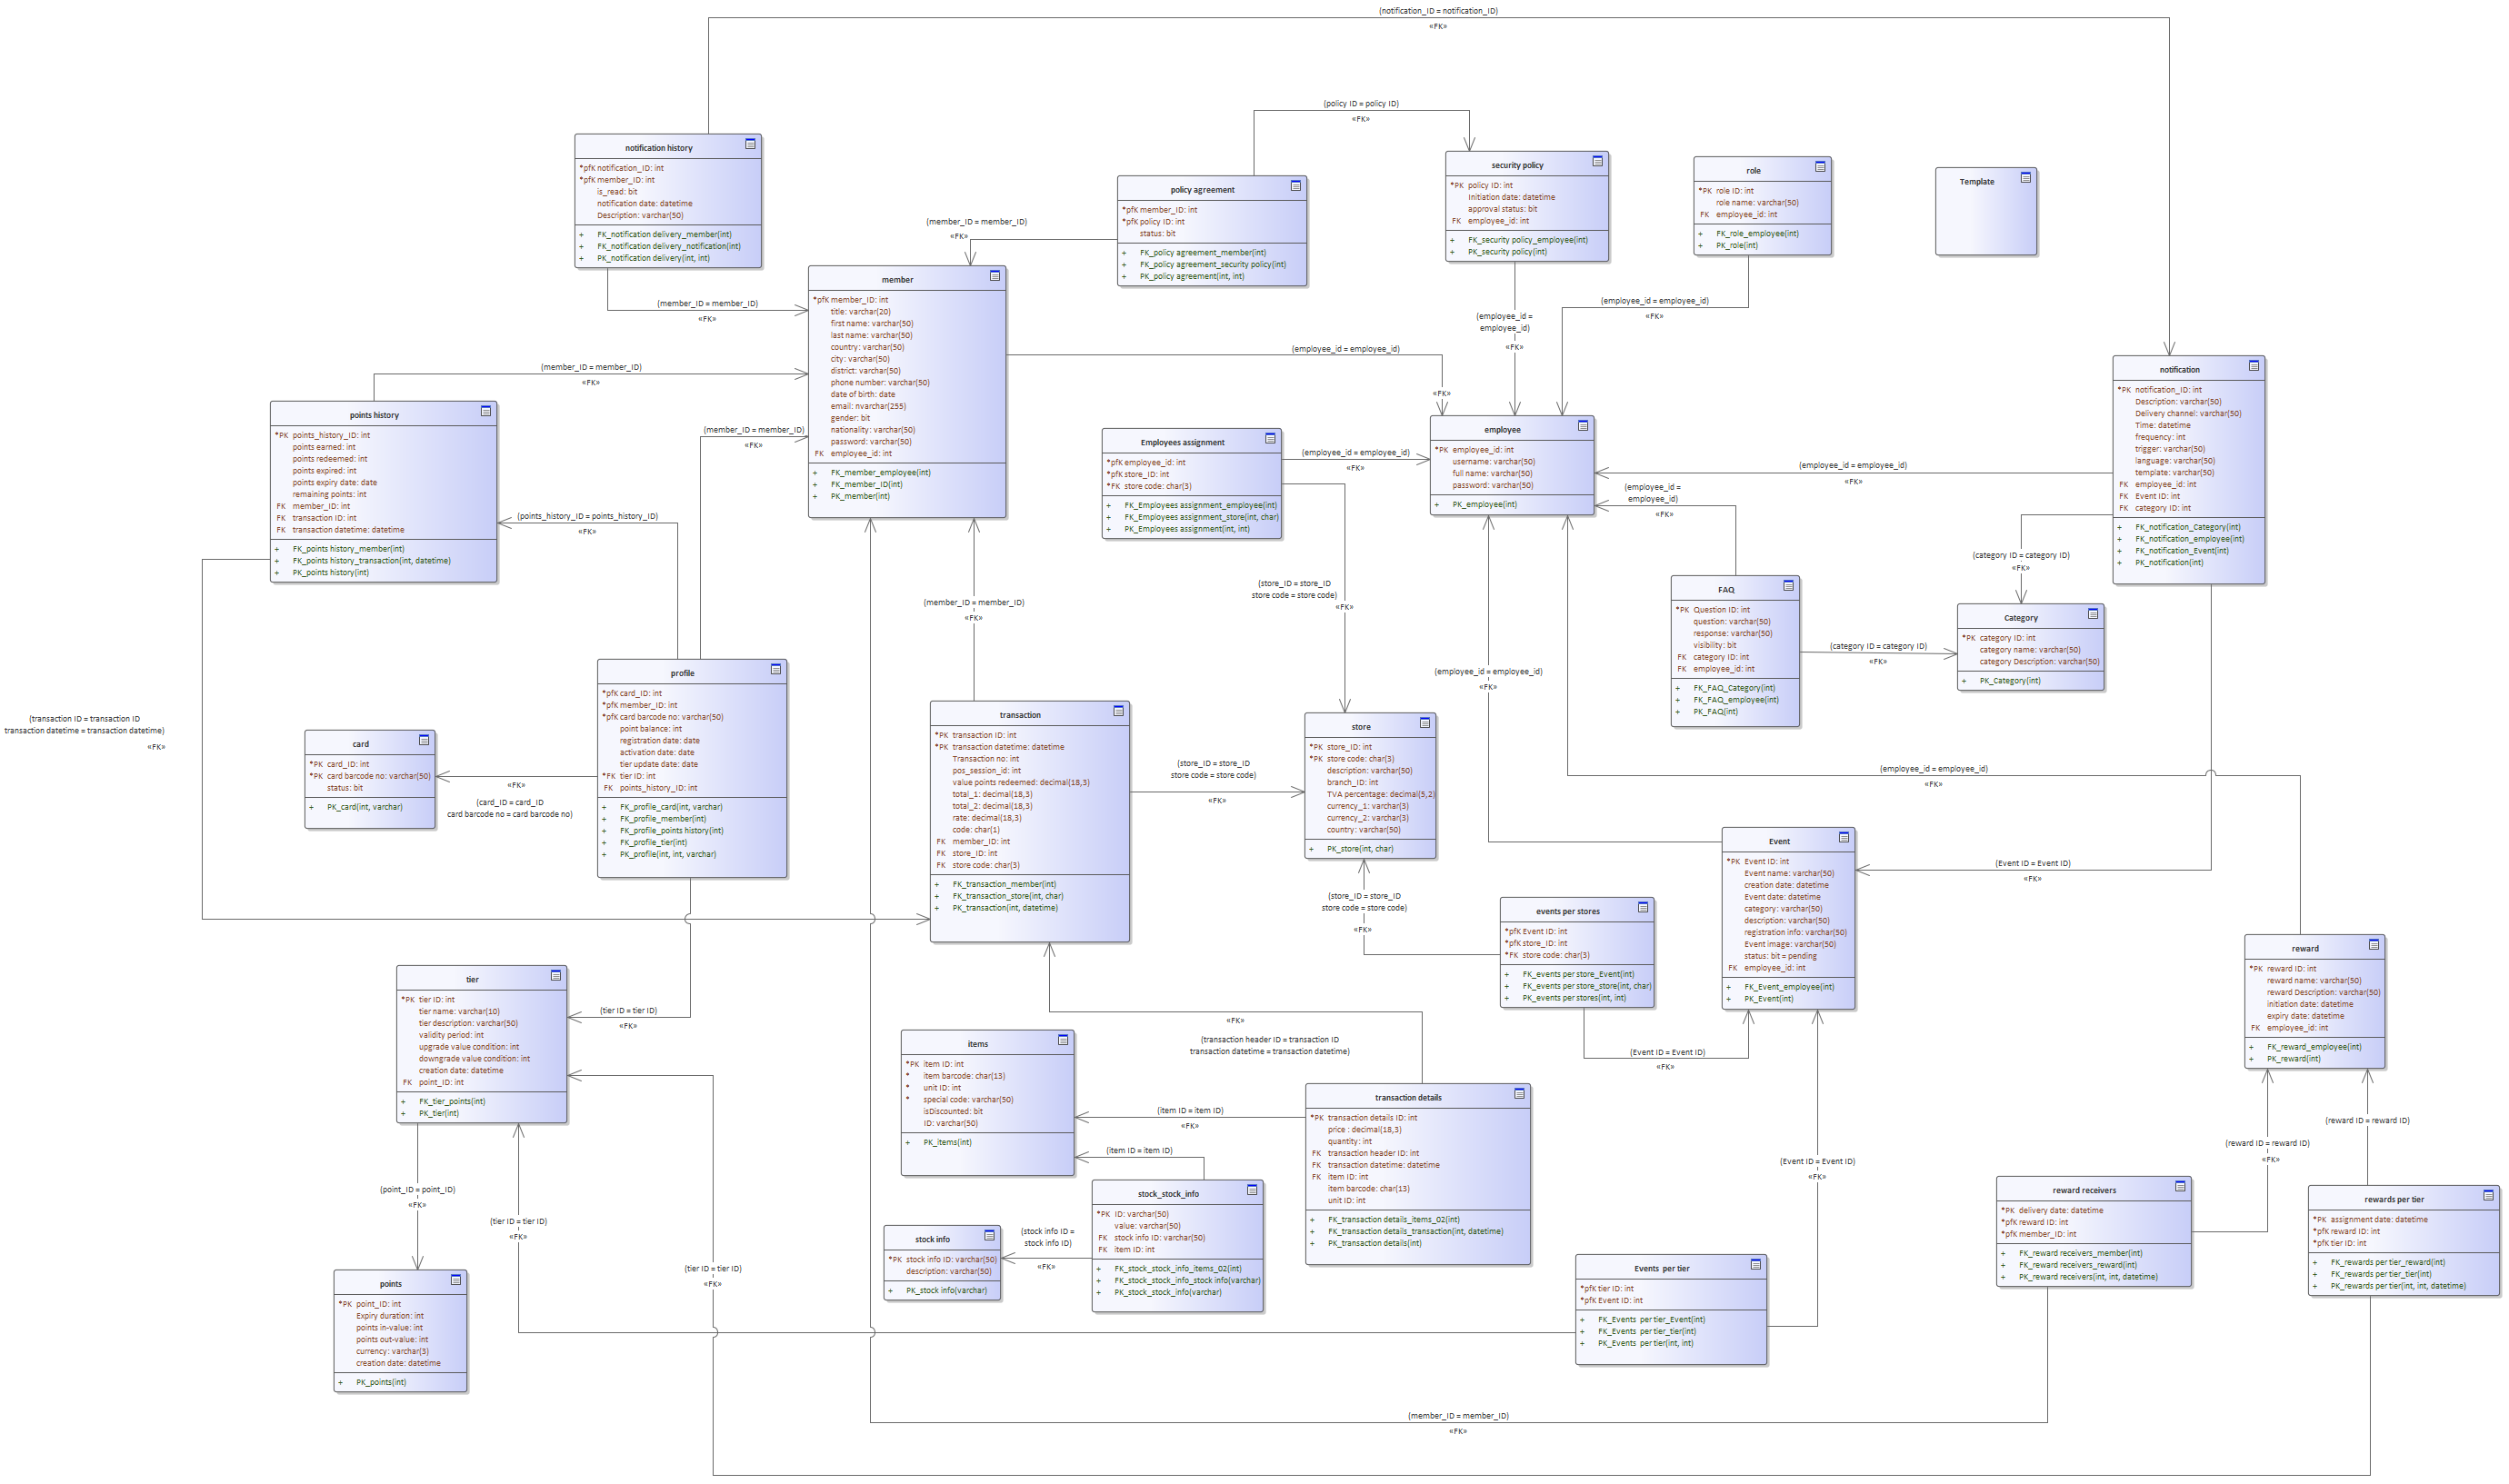 {notification_ID = notification_ID}
«FK»
{policy ID = policy ID}
«FK»
notification history
*pfK notification_ID: int
*pfK member_ID: int
is_read: bit
notification date: datetime
Description: varchar(50)
+ FK_notification delivery_member(int)
+ FK_notification delivery_notification(int)
+ PK_notification delivery(int, int)
policy agreement
*pfK member_ID: int
*pfK policy ID: int
status: bit
+ FK_policy agreement_member(int)
+ FK_policy agreement_security policy(int)
+ PK_policy agreement(int, int)
security policy
*PK policy ID: int
Initiation date: datetime
approval status: bit
FK employee_id: int
+ FK_security policy_employee(int)
+ PK_security policy(int)
role
*PK role ID: int
role name: varchar(50)
FK employee_id: int
+ FK_role_employee(int)
+ PK_role(int)
Template
{member_ID = member_ID}
«FK»
{member_ID = member_ID}
«FK»
member
*pfK member_ID: int
title: varchar(20)
first name: varchar(50)
last name: varchar(50)
country: varchar(50)
city: varchar(50)
district: varchar(50)
phone number: varchar(50)
date of birth: date
email: nvarchar(255)
gender: bit
nationality: varchar(50)
password: varchar(50)
FK employee_id: int
+ FK_member_employee(int)
+ FK_member_ID(int)
+ PK_member(int)
{employee_id =
employee_id}
«FK»
{employee_id = employee_id}
«FK»
{employee_id = employee_id}
«FK»
{member_ID = member_ID}
«FK»
points history
*PK points_history_ID: int
points earned: int
points redeemed: int
points expired: int
points expiry date: date
remaining points: int
FK member_ID: int
FK transaction ID: int
FK transaction datetime: datetime
+ FK_points history_member(int)
+ FK_points history_transaction(int, datetime)
+ PK_points history(int)
{member_ID = member_ID}
«FK»
{points_history_ID = points_history_ID}
«FK»
Employees assignment
*pfK employee_id: int
*pfK store_ID: int
*FK store code: char(3)
+ FK_Employees assignment_employee(int)
+ FK_Employees assignment_store(int, char)
+ PK_Employees assignment(int, int)
{employee_id = employee_id}
«FK»
employee
*PK employee_id: int
username: varchar(50)
full name: varchar(50)
password: varchar(50)
+ PK_employee(int)
{employee_id = employee_id}
«FK»
{employee_id =
employee_id}
«FK»
notification
*PK notification_ID: int
Description: varchar(50)
Delivery channel: varchar(50)
Time: datetime
frequency: int
trigger: varchar(50)
language: varchar(50)
template: varchar(50)
FK employee_id: int
FK Event ID: int
FK category ID: int
+ FK_notification_Category(int)
+ FK_notification_employee(int)
+ FK_notification_Event(int)
+ PK_notification(int)
{category ID = category ID}
«FK»
{store_ID = store_ID
store code = store code}
«FK»
{member_ID = member_ID}
«FK»
FAQ
*PK Question ID: int
question: varchar(50)
response: varchar(50)
visibility: bit
FK category ID: int
FK employee_id: int
+ FK_FAQ_Category(int)
+ FK_FAQ_employee(int)
+ PK_FAQ(int)
{category ID = category ID}
«FK»
Category
*PK category ID: int
category name: varchar(50)
category Description: varchar(50)
+ PK_Category(int)
{employee_id = employee_id}
«FK»
profile
*pfK card_ID: int
*pfK member_ID: int
*pfK card barcode no: varchar(50)
point balance: int
registration date: date
activation date: date
tier update date: date
*FK tier ID: int
FK points_history_ID: int
+ FK_profile_card(int, varchar)
+ FK_profile_member(int)
+ FK_profile_points history(int)
+ FK_profile_tier(int)
+ PK_profile(int, int, varchar)
{transaction ID = transaction ID
transaction datetime = transaction datetime}
«FK»
card
*PK card_ID: int
*PK card barcode no: varchar(50)
status: bit
+ PK_card(int, varchar)
«FK»
{card_ID = card_ID
card barcode no = card barcode no}
transaction
*PK transaction ID: int
*PK transaction datetime: datetime
Transaction no: int
pos_session_id: int
value points redeemed: decimal(18,3)
total_1: decimal(18,3)
total_2: decimal(18,3)
rate: decimal(18,3)
code: char(1)
FK member_ID: int
FK store_ID: int
FK store code: char(3)
+ FK_transaction_member(int)
+ FK_transaction_store(int, char)
+ PK_transaction(int, datetime)
{store_ID = store_ID
store code = store code}
«FK»
store
*PK store_ID: int
*PK store code: char(3)
description: varchar(50)
branch_ID: int
TVA percentage: decimal(5,2)
currency_1: varchar(3)
currency_2: varchar(3)
country: varchar(50)
+ PK_store(int, char)
{employee_id = employee_id}
«FK»
{store_ID = store_ID
store code = store code}
«FK»
events per stores
*pfK Event ID: int
*pfK store_ID: int
*FK store code: char(3)
+ FK_events per store_Event(int)
+ FK_events per store_store(int, char)
+ PK_events per stores(int, int)
Event
*PK Event ID: int
Event name: varchar(50)
creation date: datetime
Event date: datetime
category: varchar(50)
description: varchar(50)
registration info: varchar(50)
Event image: varchar(50)
status: bit = pending
FK employee_id: int
+ FK_Event_employee(int)
+ PK_Event(int)
{Event ID = Event ID}
«FK»
reward
*PK reward ID: int
reward name: varchar(50)
reward Description: varchar(50)
initiation date: datetime
expiry date: datetime
FK employee_id: int
+ FK_reward_employee(int)
+ PK_reward(int)
tier
*PK tier ID: int
tier name: varchar(10)
tier description: varchar(50)
validity period: int
upgrade value condition: int
downgrade value condition: int
creation date: datetime
FK point_ID: int
+ FK_tier_points(int)
+ PK_tier(int)
{tier ID = tier ID}
«FK»
«FK»
{transaction header ID = transaction ID
transaction datetime = transaction datetime}
{Event ID = Event ID}
«FK»
items
*PK item ID: int
* item barcode: char(13)
* unit ID: int
* special code: varchar(50)
isDiscounted: bit
ID: varchar(50)
+ PK_items(int)
{item ID = item ID}
«FK»
{item ID = item ID}
transaction details
*PK transaction details ID: int
price : decimal(18,3)
quantity: int
FK transaction header ID: int
FK transaction datetime: datetime
FK item ID: int
item barcode: char(13)
unit ID: int
+ FK_transaction details_items_02(int)
+ FK_transaction details_transaction(int, datetime)
+ PK_transaction details(int)
{reward ID = reward ID}
«FK»
{reward ID = reward ID}
«FK»
{Event ID = Event ID}
«FK»
{point_ID = point_ID}
«FK»
{tier ID = tier ID}
«FK»
stock_stock_info
*PK ID: varchar(50)
value: varchar(50)
FK stock info ID: varchar(50)
FK item ID: int
+ FK_stock_stock_info_items_02(int)
+ FK_stock_stock_info_stock info(varchar)
+ PK_stock_stock_info(varchar)
stock info
*PK stock info ID: varchar(50)
description: varchar(50)
+ PK_stock info(varchar)
{stock info ID =
stock info ID}
«FK»
reward receivers
*PK delivery date: datetime
*pfK reward ID: int
*pfK member_ID: int
+ FK_reward receivers_member(int)
+ FK_reward receivers_reward(int)
+ PK_reward receivers(int, int, datetime)
rewards per tier
*PK assignment date: datetime
*pfK reward ID: int
*pfK tier ID: int
+ FK_rewards per tier_reward(int)
+ FK_rewards per tier_tier(int)
+ PK_rewards per tier(int, int, datetime)
{tier ID = tier ID}
«FK»
Events per tier
*pfK tier ID: int
*pfK Event ID: int
+ FK_Events per tier_Event(int)
+ FK_Events per tier_tier(int)
+ PK_Events per tier(int, int)
points
*PK point_ID: int
Expiry duration: int
points in-value: int
points out-value: int
currency: varchar(3)
creation date: datetime
+ PK_points(int)
{member_ID = member_ID}
«FK»